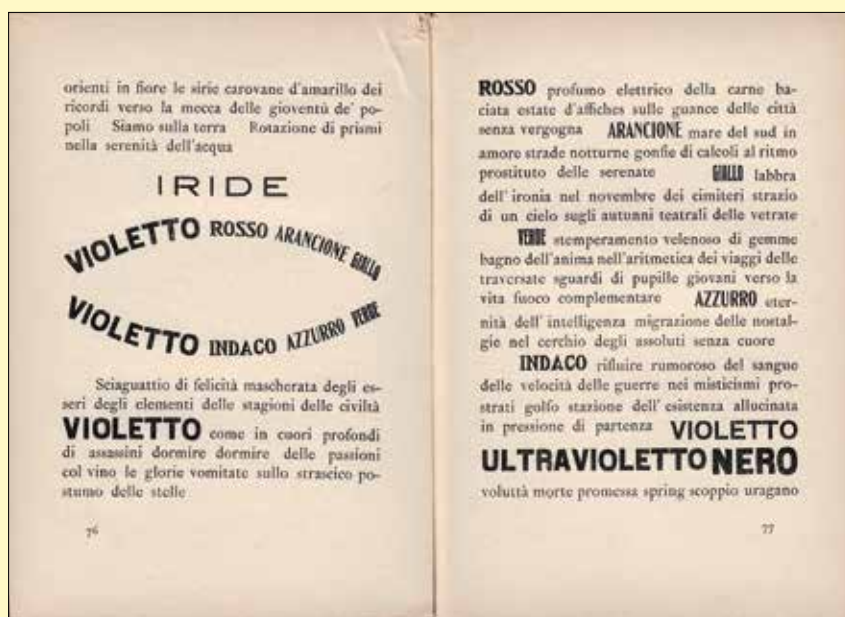 orienti in fiore le sirie carovane d'amarillo dei
ricordi verso la mecca delle gioventù de' po-
poli Siamo sulla terra Rotazione di prismi
nella serenità dell'acqua
IRIDE
VIOLETTO ROSSO ARANCIONE GIALLO
VIOLETTO INDACO AZZURRO VERDE
Sciaguattio di felicità mascherata degli es-
seri degli elementi delle stagioni delle civiltà
VIOLETTO come in cuori profondi
di assassini dormire dormire delle passioni
col vino le glorie vomitate sullo strascico po-
stumo delle stelle
76
ROSSO profumo elettrico della carne ba-
ciata estate d'affiches sulle guance delle città
senza vergogna ARANCIONE mare del sud in
amore strade notturne gonfie di calcoli al ritmo
prostituto delle serenate GIALLO labbra
dell'ironia nel novembre dei cimiteri strazio
di un cielo sugli autunni teatrali delle vetrate
VERDE stemperamento velenoso di gemme
bagno dell'anima nell'aritmetica dei viaggi delle
traversate sguardi di pupille giovani verso la
vita fuoco complementare AZZURRO eter-
nità dell'intelligenza migrazione delle nostal-
gie nel cerchio degli assoluti senza cuore
INDACO rifluire rumoroso del sangue
delle velocità delle guerre nei misticismi pro-
strati golfo stazione dell'esistenza allucinata
in pressione di partenza VIOLETTO
ULTRAVIOLETTO NERO
voluttà morte promessa spring scoppio uragano
77